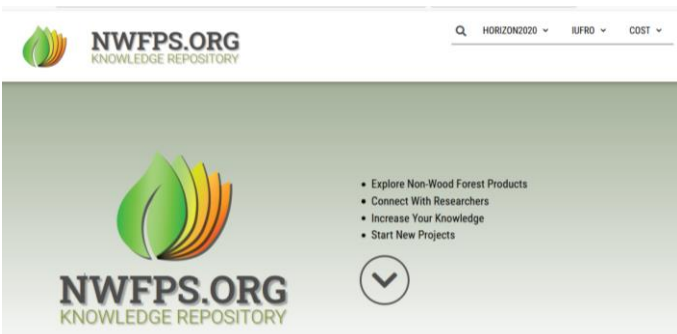 NWFPS.ORG
KNOWLEDGE REPOSITORY
HORIZON2020 IUFRO COST
Explore Non-Wood Forest Products
Connect With Researchers
Increase Your Knowledge
Start New Projects
NWFPS.ORG
KNOWLEDGE REPOSITORY